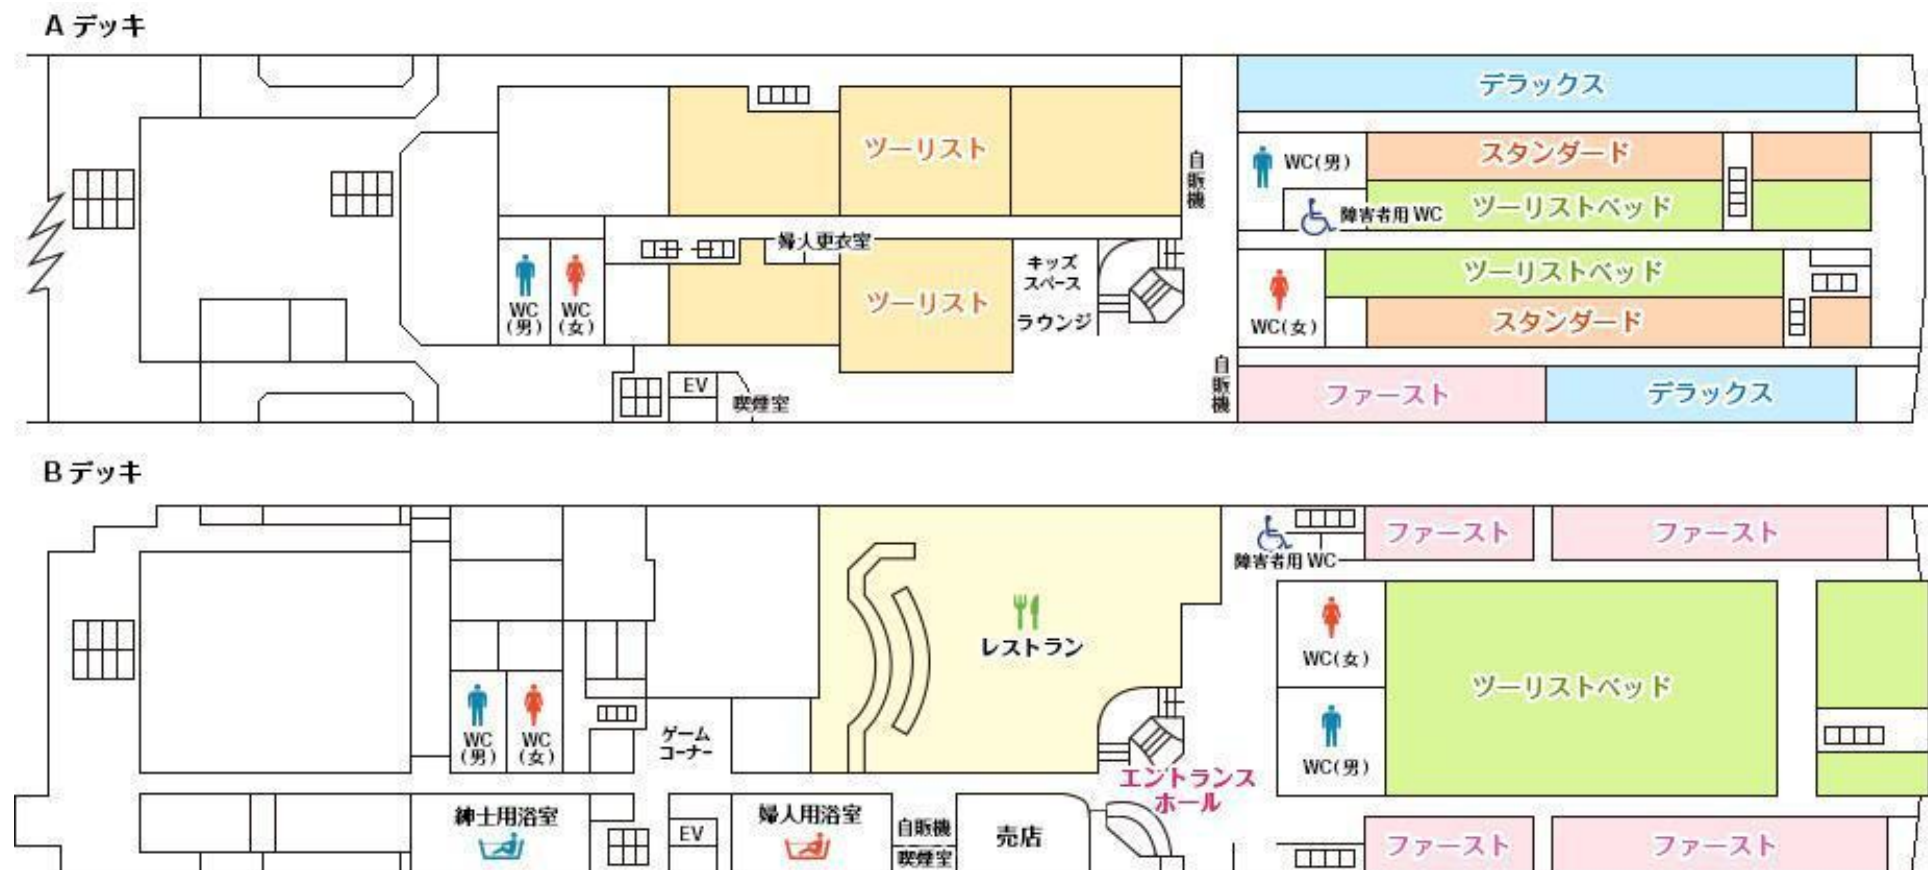 A デッキ
デラックス
ツーリスト
自販機
WC(男)
スタンダード
障害者用 WC
ツーリストベッド
婦人更衣室
WC
(男)
WC
(女)
ツーリスト
キッズ
スペース
ラウンジ
ツーリストベッド
WC(女)
スタンダード
EV
喫煙室
自販機
ファースト
デラックス
B デッキ
障害者用 WC
ファースト
ファースト
レストラン
WC(女)
ツーリストベッド
WC
(男)
WC
(女)
ゲーム
コーナー
WC(男)
エントランス
ホール
紳士用浴室
EV
婦人用浴室
自販機
喫煙室
売店
ファースト
ファースト